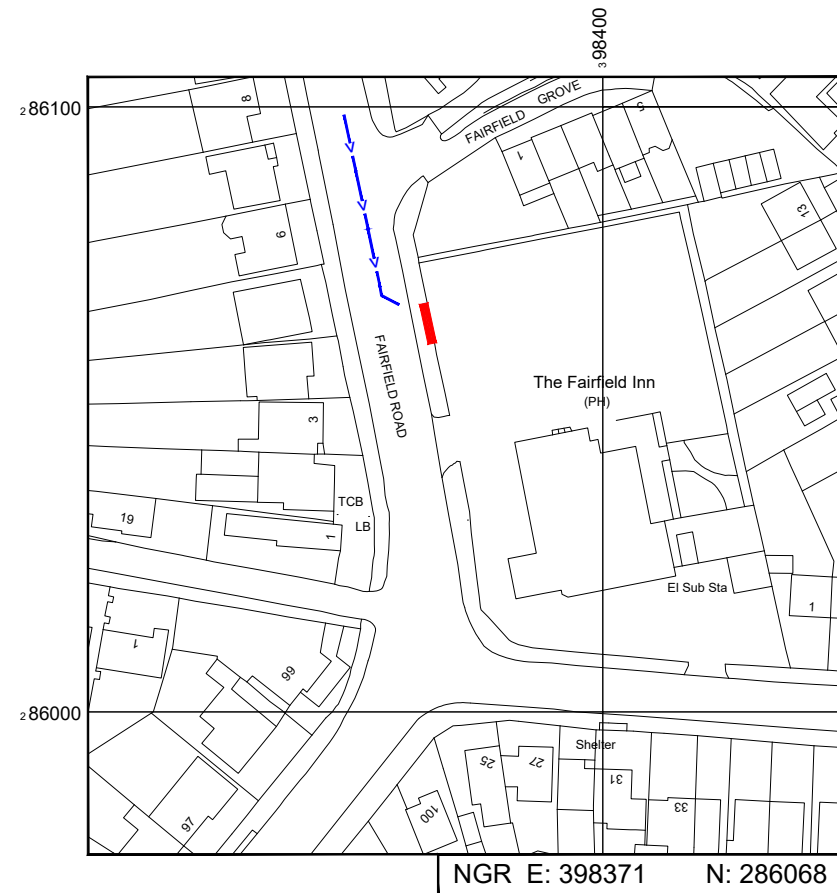 398400
286100
8
FAIRFIELD GROVE
5
1
13
9
The Fairfield Inn
(PH)
FAIRFIELD ROAD
3
TCB
LB
19
1
El Sub Sta
1
1
99
286000
Shelter
25
27
31
33
100
97
NGR E: 398371 N: 286068